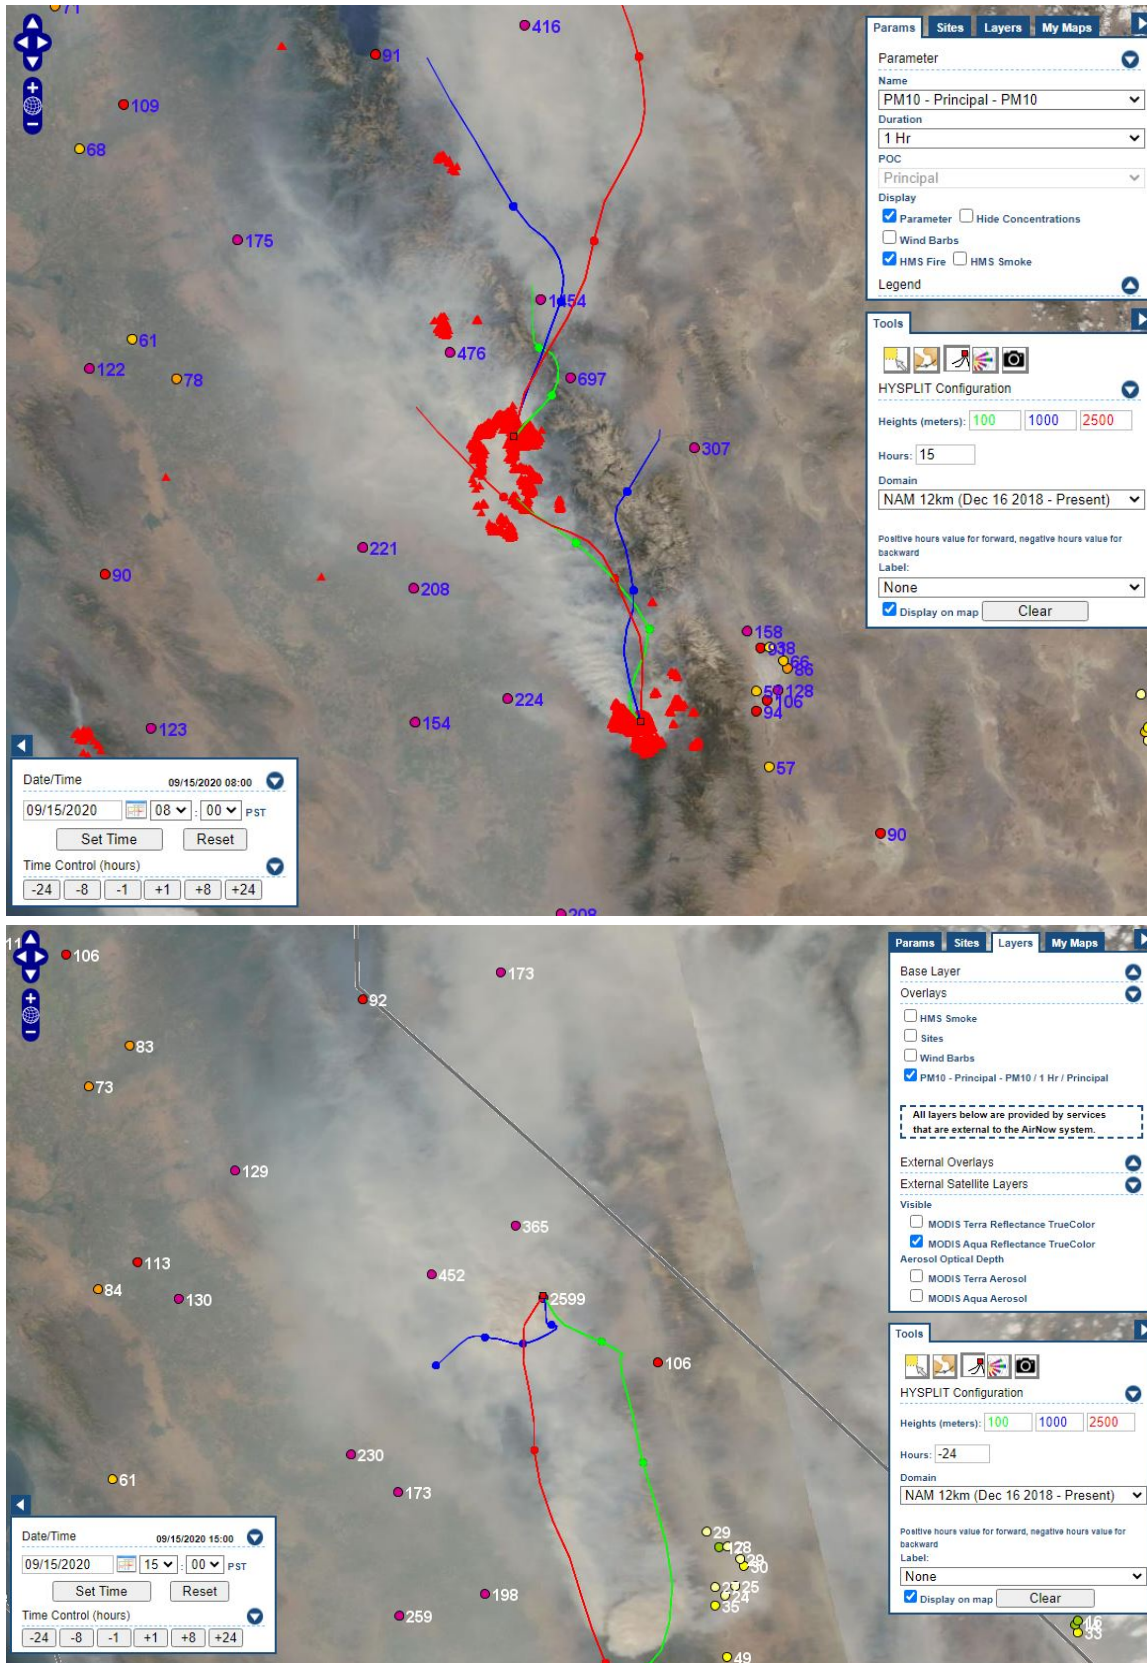 71
416
91
109
68
175
1454
61
476
122
78
697
307
221
90
208
158
38
66
86
128
106
94
224
154
123
57
90
208
Params Sites Layers My Maps
Parameter
Name
PM10 - Principal - PM10
Duration
1 Hr
POC
Principal
Display
Parameter Hide Concentrations
Wind Barbs
HMS Fire HMS Smoke
Legend
Tools
HYSPLIT Configuration
Heights (meters): 100 1000 2500
Hours: 15
Domain
NAM 12km (Dec 16 2018 - Present)
Positive hours value for forward, negative hours value for
backward
Label:
None
Display on map Clear
Date/Time 09/15/2020 08:00
09/15/2020 08 : 00 PST
Set Time Reset
Time Control (hours)
-24 -8 -1 +1 +8 +24
106
173
92
83
73
129
365
113
452
84
130
2599
106
230
61
173
29
28
30
25
24
35
198
259
49
33
Params Sites Layers My Maps
Base Layer
Overlays
HMS Smoke
Sites
Wind Barbs
PM10 - Principal - PM10 / 1 Hr / Principal
All layers below are provided by services
that are external to the AirNow system.
External Overlays
External Satellite Layers
Visible
MODIS Terra Reflectance TrueColor
MODIS Aqua Reflectance TrueColor
Aerosol Optical Depth
MODIS Terra Aerosol
MODIS Aqua Aerosol
Tools
HYSPLIT Configuration
Heights (meters): 100 1000 2500
Hours: -24
Domain
NAM 12km (Dec 16 2018 - Present)
Positive hours value for forward, negative hours value for
backward
Label:
None
Display on map Clear
Date/Time 09/15/2020 15:00
09/15/2020 15 : 00 PST
Set Time Reset
Time Control (hours)
-24 -8 -1 +1 +8 +24